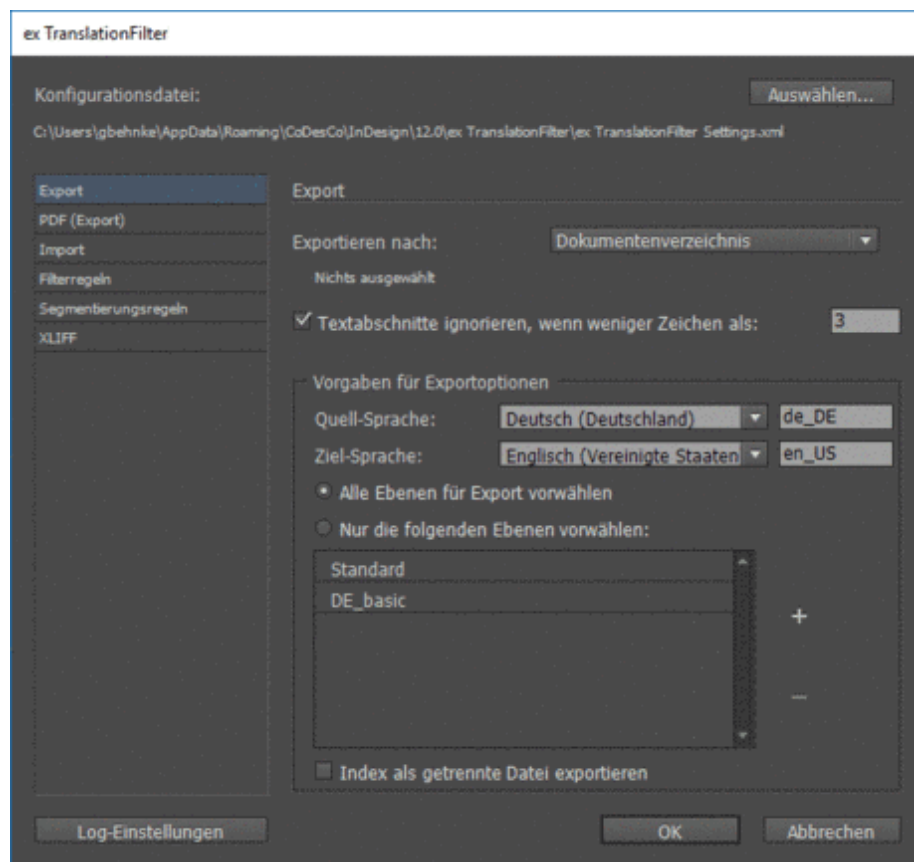 ex TranslationFilter
Konfigurationsdatei:
Auswählen...
C:\Users\gbehnke\AppData\Roaming\CoDesCo\InDesign\12.0\ex TranslationFilter\ex TranslationFilter Settings.xml
Export
PDF (Export)
Import
Filterregeln
Segmentierungsregeln
XLIFF
Export
Exportieren nach: Dokumentenverzeichnis
Nichts ausgewählt
Textabschnitte ignorieren, wenn weniger Zeichen als: 3
Vorgaben für Exportoptionen
Quell-Sprache: Deutsch (Deutschland) de_DE
Ziel-Sprache: Englisch (Vereinigte Staaten en_US
Alle Ebenen für Export vorwählen
Nur die folgenden Ebenen vorwählen:
Standard
DE_basic
+
–
Index als getrennte Datei exportieren
Log-Einstellungen
OK
Abbrechen